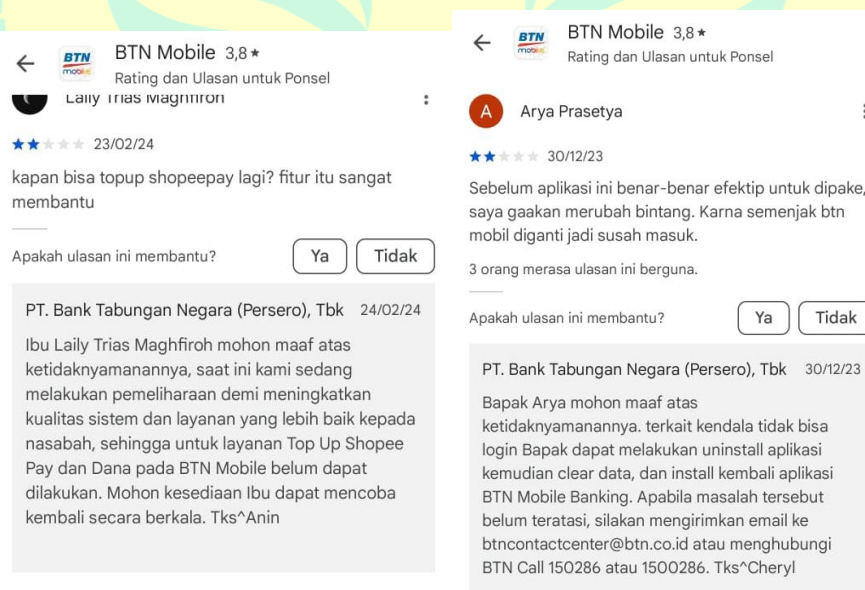 BTN Mobile 3,8★
BTN
mobile
Rating dan Ulasan untuk Ponsel
Laily Trias Maghfiroh
23/02/24
kapan bisa topup shopeepay lagi? fitur itu sangat
membantu
Apakah ulasan ini membantu?
Ya
Tidak
PT. Bank Tabungan Negara (Persero), Tbk 24/02/24
Ibu Laily Trias Maghfiroh mohon maaf atas
ketidaknyamanannya, saat ini kami sedang
melakukan pemeliharaan demi meningkatkan
kualitas sistem dan layanan yang lebih baik kepada
nasabah, sehingga untuk layanan Top Up Shopee
Pay dan Dana pada BTN Mobile belum dapat
dilakukan. Mohon kesediaan Ibu dapat mencoba
kembali secara berkala. Tks^Anin
BTN Mobile 3,8★
BTN
mobile
Rating dan Ulasan untuk Ponsel
A
Arya Prasetya
30/12/23
Sebelum aplikasi ini benar-benar efektip untuk dipake,
saya gaakan merubah bintang. Karna semenjak btn
mobil diganti jadi susah masuk.
3 orang merasa ulasan ini berguna.
Apakah ulasan ini membantu?
Ya
Tidak
PT. Bank Tabungan Negara (Persero), Tbk 30/12/23
Bapak Arya mohon maaf atas
ketidaknyamanannya. terkait kendala tidak bisa
login Bapak dapat melakukan uninstall aplikasi
kemudian clear data, dan install kembali aplikasi
BTN Mobile Banking. Apabila masalah tersebut
belum teratasi, silakan mengirimkan email ke
btncontactcenter@btn.co.id atau menghubungi
BTN Call 150286 atau 1500286. Tks^Cheryl